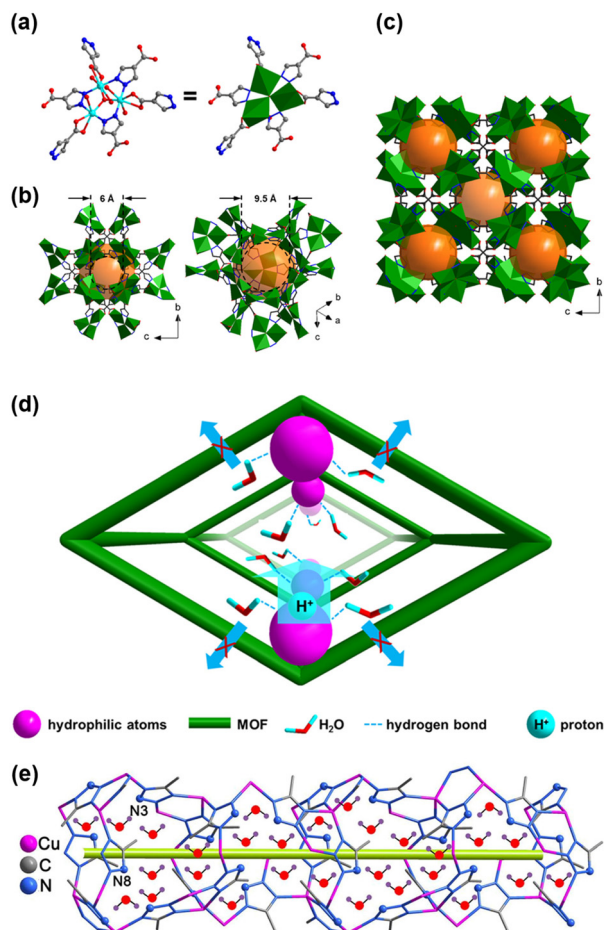 (a)
=
(b)
6 Å
9.5 Å
b
c
b
a
c
(c)
b
c
(d)
H⁺
hydrophilic atoms
MOF
H₂O
hydrogen bond
H⁺
proton
(e)
N3
Cu
C
N
N8